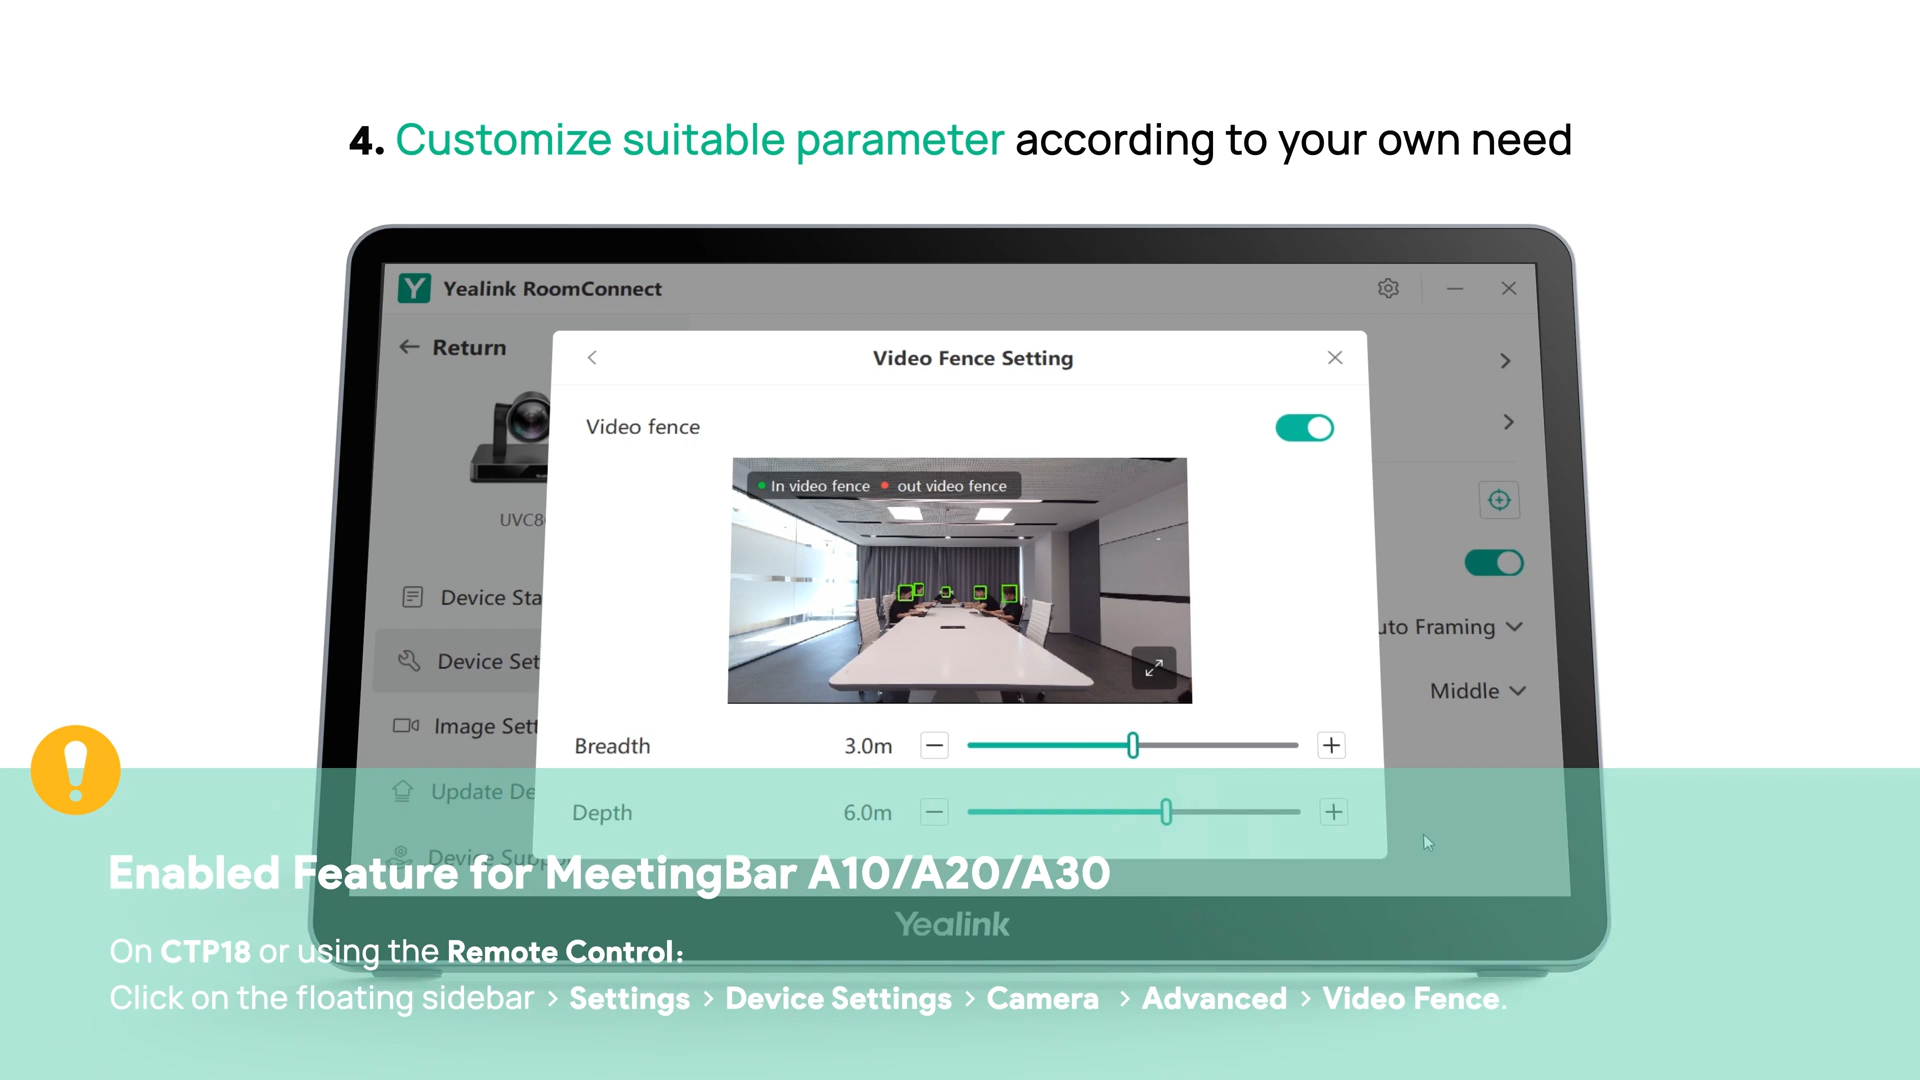 4. Customize suitable parameter according to your own need
Y Yealink RoomConnect
Return
Video Fence Setting
Video fence
In video fence out video fence
UVC8
Device Sta
Device Set
uto Framing
Middle
Image Sett
Breadth 3.0m
Update De
Depth 6.0m
Device Supp
Enabled Feature for MeetingBar A10/A20/A30
Yealink
On CTP18 or using the Remote Control:
Click on the floating sidebar > Settings > Device Settings > Camera > Advanced > Video Fence.